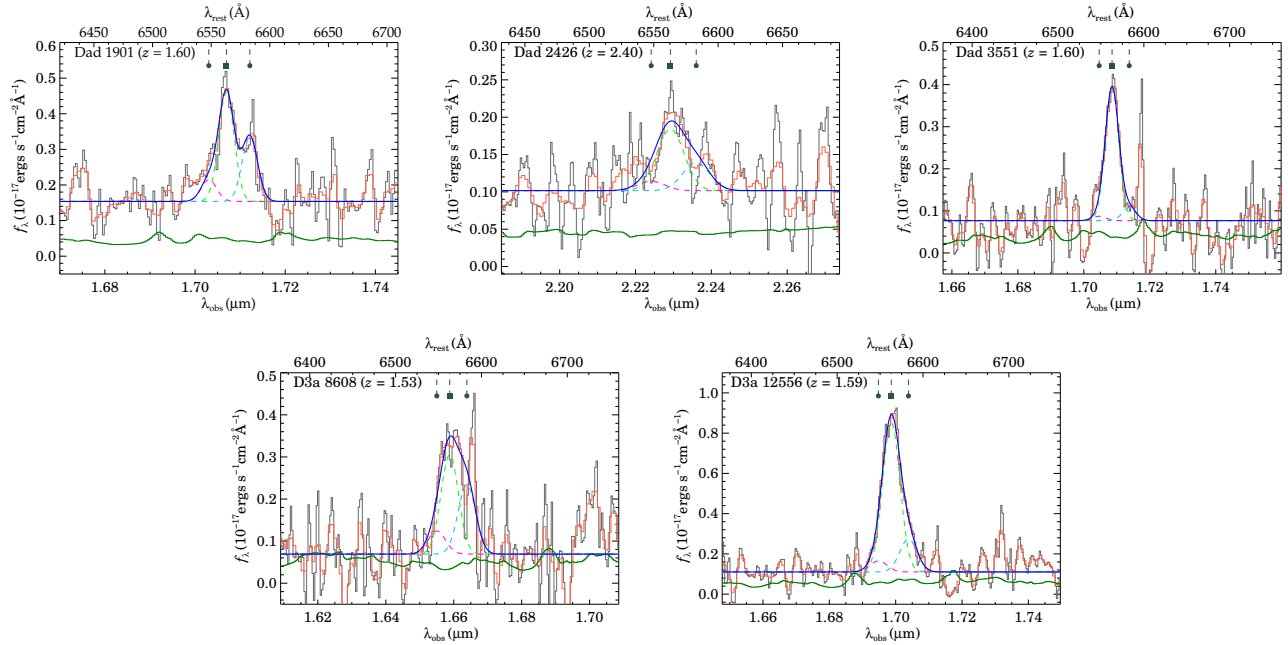 λrest (Å)
6450 6500 6550 6600 6650 6700
Dad 1901 (z = 1.60)
0.6
0.5
0.4
0.3
0.2
0.1
0.0
fλ (10⁻¹⁷ergs s⁻¹cm⁻²Å⁻¹)
1.68 1.70 1.72 1.74
λobs (μm)
λrest (Å)
6450 6500 6550 6600 6650
Dad 2426 (z = 2.40)
0.30
0.25
0.20
0.15
0.10
0.05
0.00
fλ (10⁻¹⁷ergs s⁻¹cm⁻²Å⁻¹)
2.20 2.22 2.24 2.26
λobs (μm)
λrest (Å)
6400 6500 6600 6700
Dad 3551 (z = 1.60)
0.5
0.4
0.3
0.2
0.1
0.0
fλ (10⁻¹⁷ergs s⁻¹cm⁻²Å⁻¹)
1.66 1.68 1.70 1.72 1.74
λobs (μm)
λrest (Å)
6400 6500 6600 6700
D3a 8608 (z = 1.53)
0.5
0.4
0.3
0.2
0.1
0.0
fλ (10⁻¹⁷ergs s⁻¹cm⁻²Å⁻¹)
1.62 1.64 1.66 1.68 1.70
λobs (μm)
λrest (Å)
6400 6500 6600 6700
D3a 12556 (z = 1.59)
1.0
0.8
0.6
0.4
0.2
0.0
fλ (10⁻¹⁷ergs s⁻¹cm⁻²Å⁻¹)
1.66 1.68 1.70 1.72 1.74
λobs (μm)